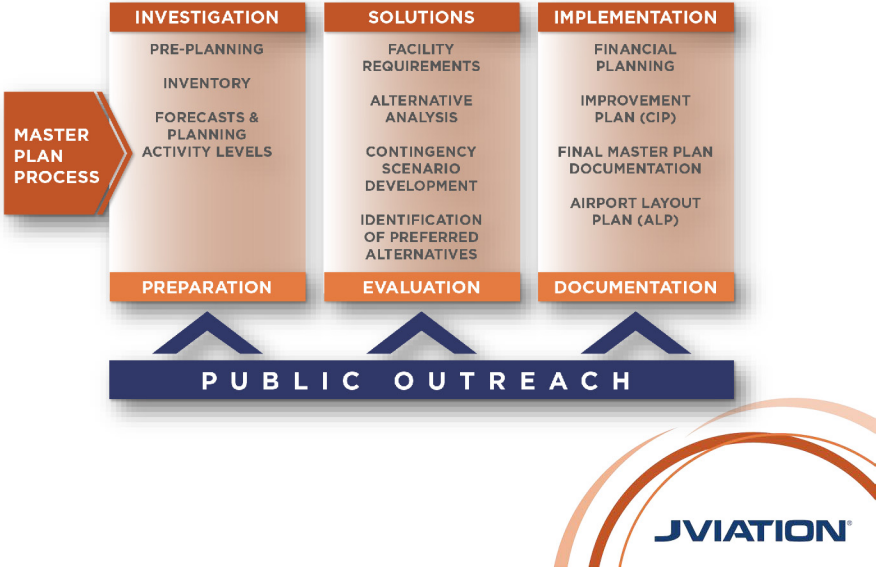 MASTER
PLAN
PROCESS
INVESTIGATION
PRE-PLANNING
INVENTORY
FORECASTS &
PLANNING
ACTIVITY LEVELS
PREPARATION
SOLUTIONS
FACILITY
REQUIREMENTS
ALTERNATIVE
ANALYSIS
CONTINGENCY
SCENARIO
DEVELOPMENT
IDENTIFICATION
OF PREFERRED
ALTERNATIVES
EVALUATION
IMPLEMENTATION
FINANCIAL
PLANNING
IMPROVEMENT
PLAN (CIP)
FINAL MASTER PLAN
DOCUMENTATION
AIRPORT LAYOUT
PLAN (ALP)
DOCUMENTATION
PUBLIC OUTREACH
JVIATION®